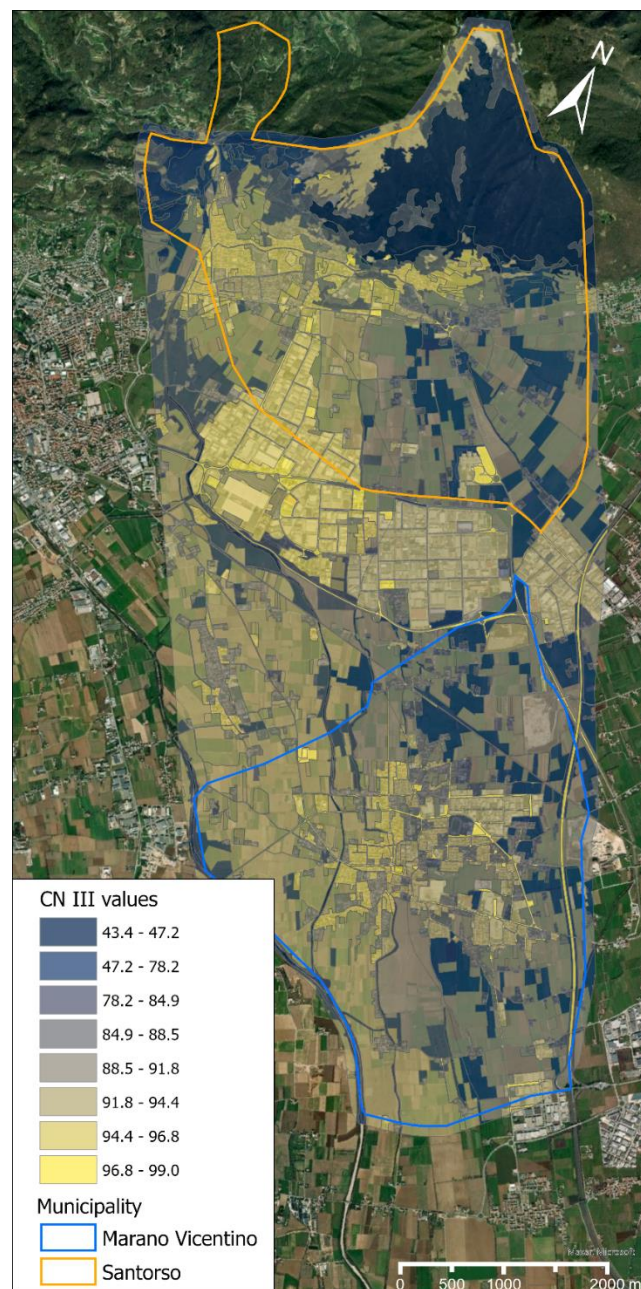 N
CN III values
43.4 - 47.2
47.2 - 78.2
78.2 - 84.9
84.9 - 88.5
88.5 - 91.8
91.8 - 94.4
94.4 - 96.8
96.8 - 99.0
Municipality
Marano Vicentino
Santorso
Maxar, Microsoft
0 500 1000 2000 m